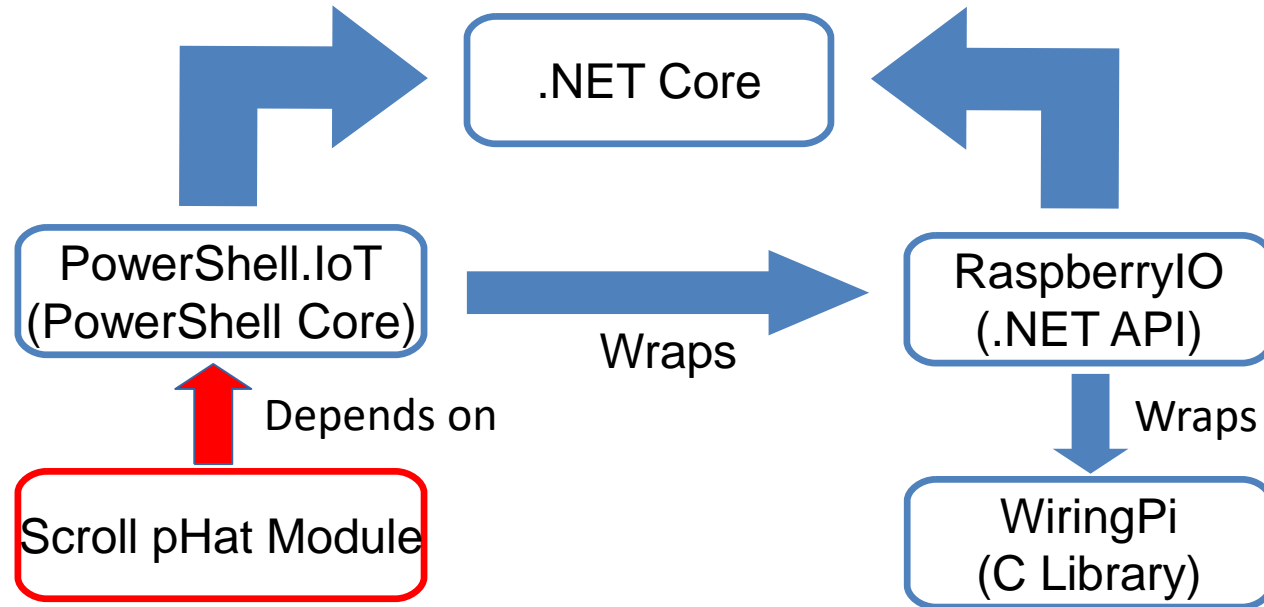 .NET Core
PowerShell.IoT
(PowerShell Core)
Wraps
RaspberryIO
(.NET API)
Depends on
Wraps
Scroll pHat Module
WiringPi
(C Library)